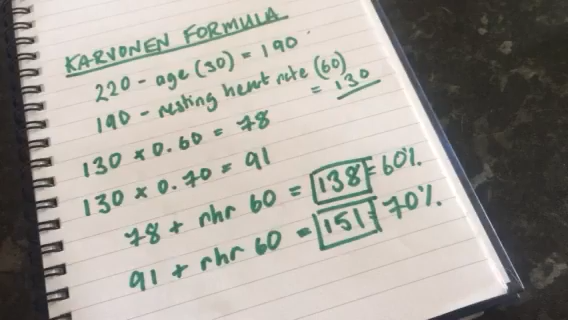 KARVONEN FORMULA
220 - age (30) = 190
190 - resting heart rate (60)
= 130
130 x 0.60 = 78
130 x 0.70 = 91
78 + rhr 60 = 138 = 60%
91 + rhr 60 = 151 = 70%